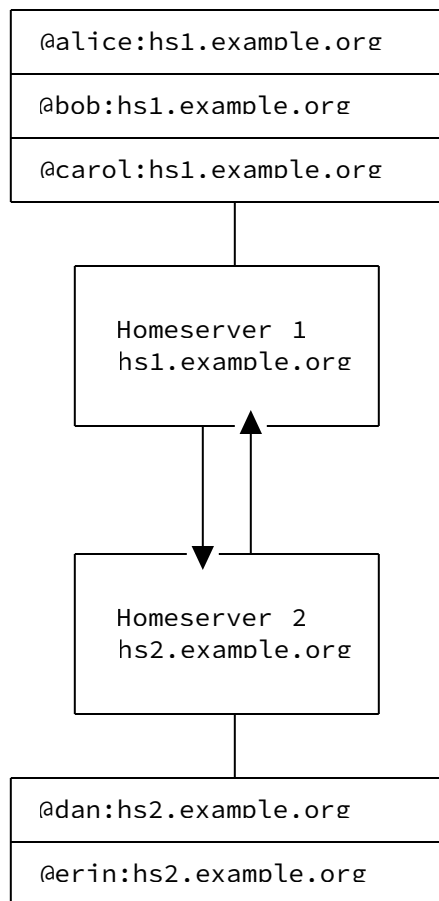 @alice:hs1.example.org
@bob:hs1.example.org
@carol:hs1.example.org
Homeserver 1
hs1.example.org
Homeserver 2
hs2.example.org
@dan:hs2.example.org
@erin:hs2.example.org